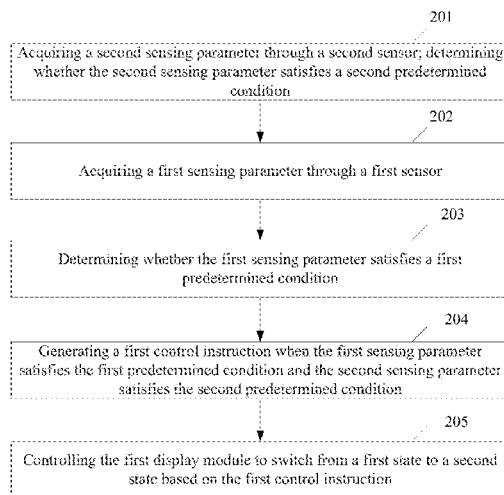 201
Acquiring a second sensing parameter through a second sensor; determining
whether the second sensing parameter satisfies a second predetermined
condition
202
Acquiring a first sensing parameter through a first sensor
203
Determining whether the first sensing parameter satisfies a first
predetermined condition
204
Generating a first control instruction when the first sensing parameter
satisfies the first predetermined condition and the second sensing parameter
satisfies the second predetermined condition
205
Controlling the first display module to switch from a first state to a second
state based on the first control instruction